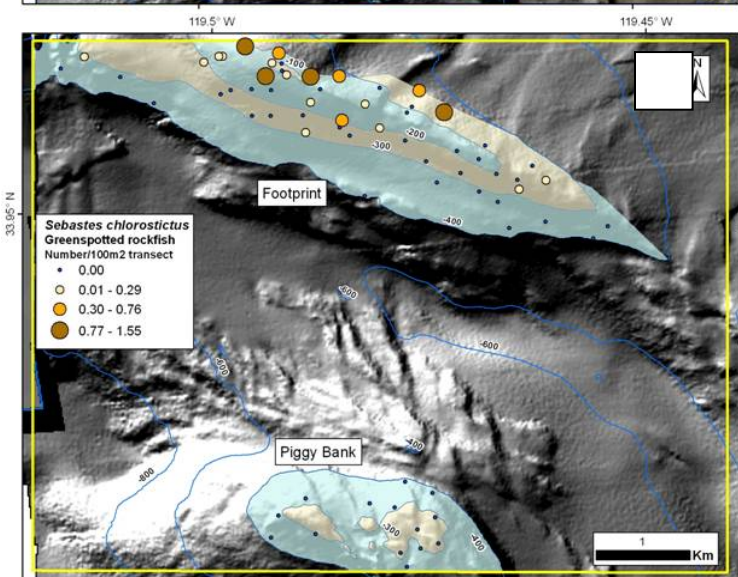 119.5° W
119.45° W
N
-100
-200
-300
Footprint
-400
33.95° N
Sebastes chlorostictus
Greenspotted rockfish
Number/100m2 transect
0.00
0.01 - 0.29
0.30 - 0.76
0.77 - 1.55
-600
-600
-600
-400
Piggy Bank
-800
-300
-400
1
Km